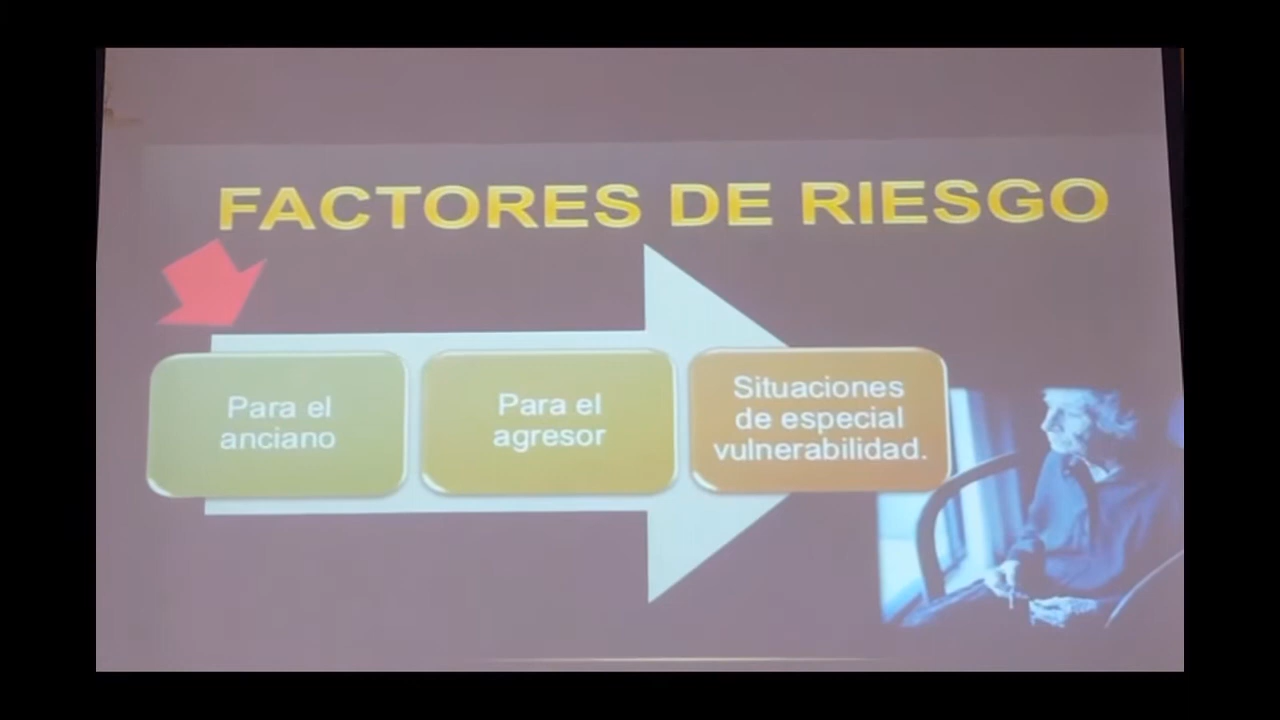 FACTORES DE RIESGO
Para el
anciano
Para el
agresor
Situaciones
de especial
vulnerabilidad.